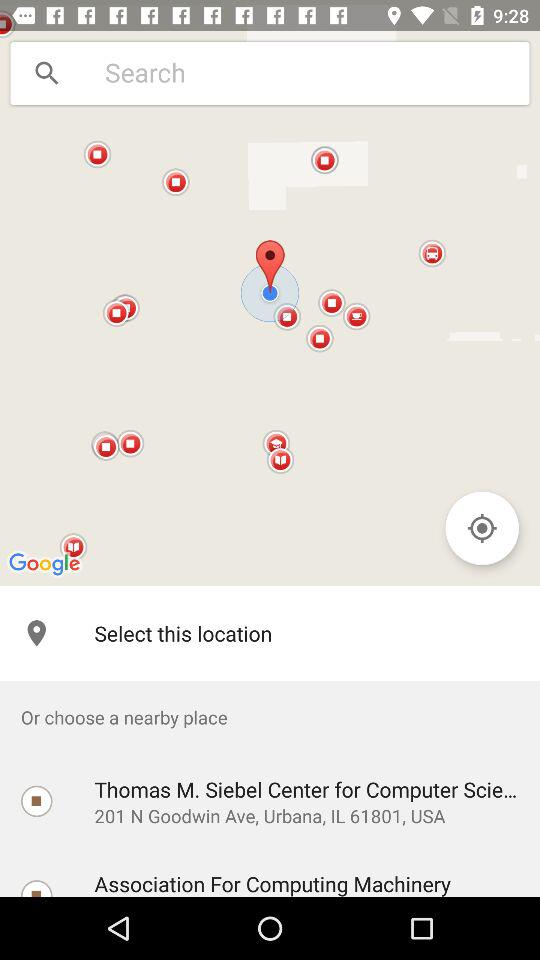 9:28
Search
Google
Select this location
Or choose a nearby place
Thomas M. Siebel Center for Computer Scie...
201 N Goodwin Ave, Urbana, IL 61801, USA
Association For Computing Machinery